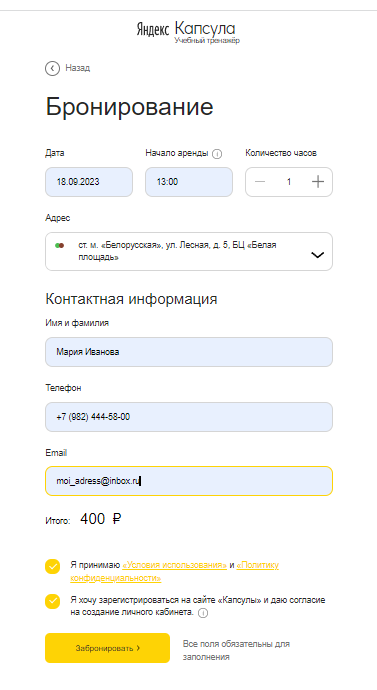 Яндекс Капсула
Учебный тренажёр
Назад
Бронирование
Дата Начало аренды Количество часов
18.09.2023 13:00 1
Адрес
ст. м. «Белорусская», ул. Лесная, д. 5, БЦ «Белая
площадь»
Контактная информация
Имя и фамилия
Мария Иванова
Телефон
+7 (982) 444-58-00
Email
moi_adress@inbox.ru
Итого: 400 ₽
Я принимаю «Условия использования» и «Политику
конфиденциальности»
Я хочу зарегистрироваться на сайте «Капсулы» и даю согласие
на создание личного кабинета.
Забронировать Все поля обязательны для
заполнения